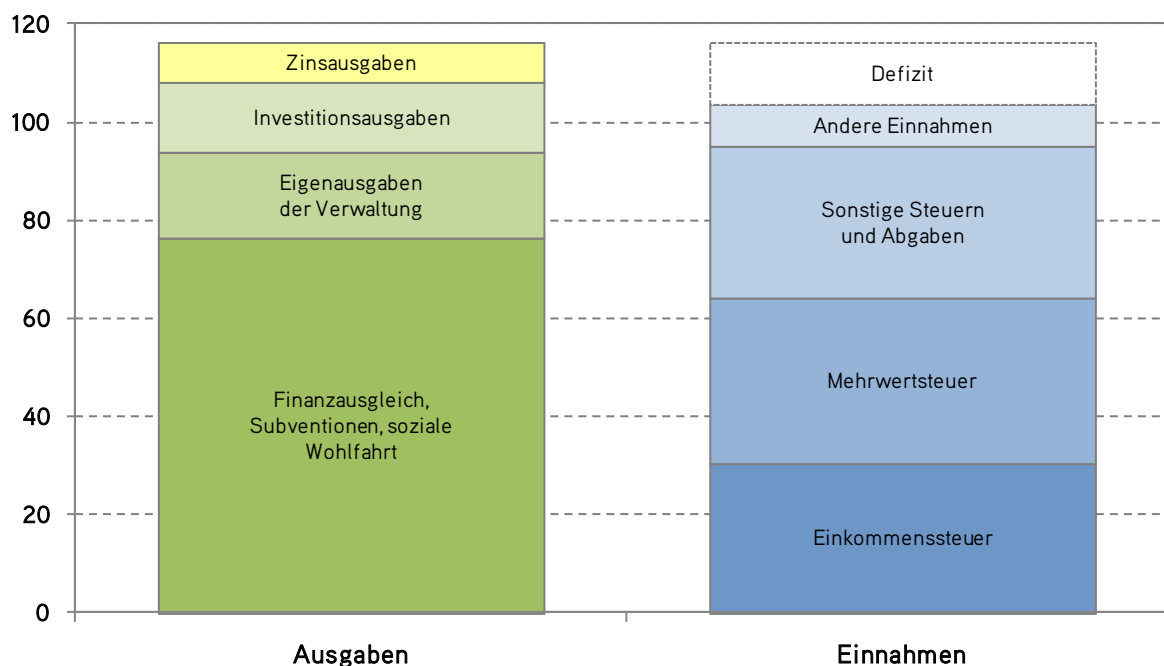 120
100
80
60
40
20
0
Zinsausgaben
Investitionsausgaben
Eigenausgaben
der Verwaltung
Finanzausgleich,
Subventionen, soziale
Wohlfahrt
Defizit
Andere Einnahmen
Sonstige Steuern
und Abgaben
Mehrwertsteuer
Einkommenssteuer
Ausgaben
Einnahmen